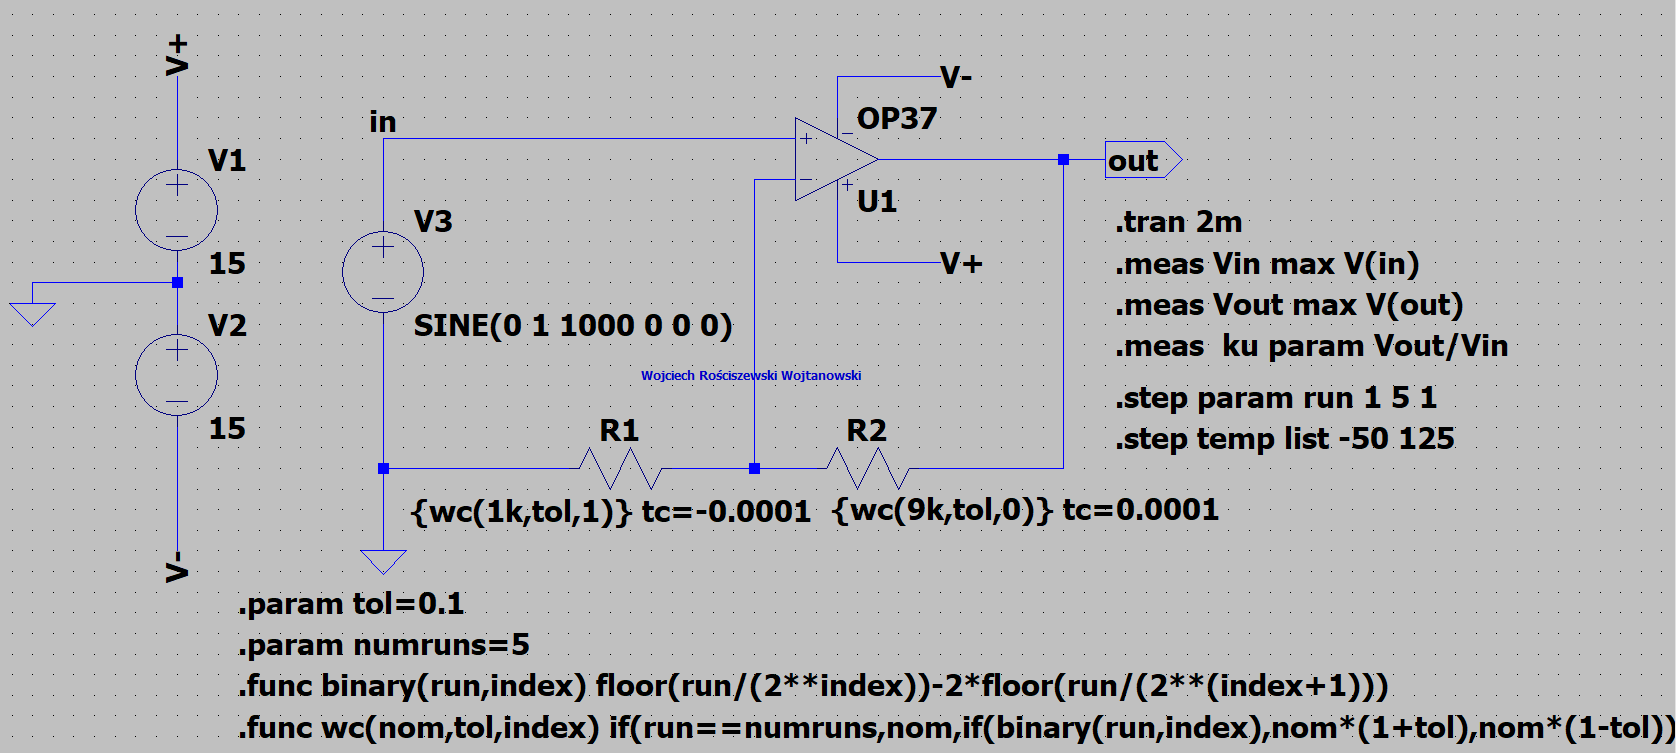 V+
V1
15
V2
15
V-
in
V3
SINE(0 1 1000 0 0 0)
V-
OP37
U1
V+
out
Wojciech Rościszewski Wojtanowski
R1
{wc(1k,tol,1)} tc=-0.0001
R2
{wc(9k,tol,0)} tc=0.0001
.tran 2m
.meas Vin max V(in)
.meas Vout max V(out)
.meas  ku param Vout/Vin
.step param run 1 5 1
.step temp list -50 125
.param tol=0.1
.param numruns=5
.func binary(run,index) floor(run/(2**index))-2*floor(run/(2**(index+1)))
.func wc(nom,tol,index) if(run==numruns,nom,if(binary(run,index),nom*(1+tol),nom*(1-tol))